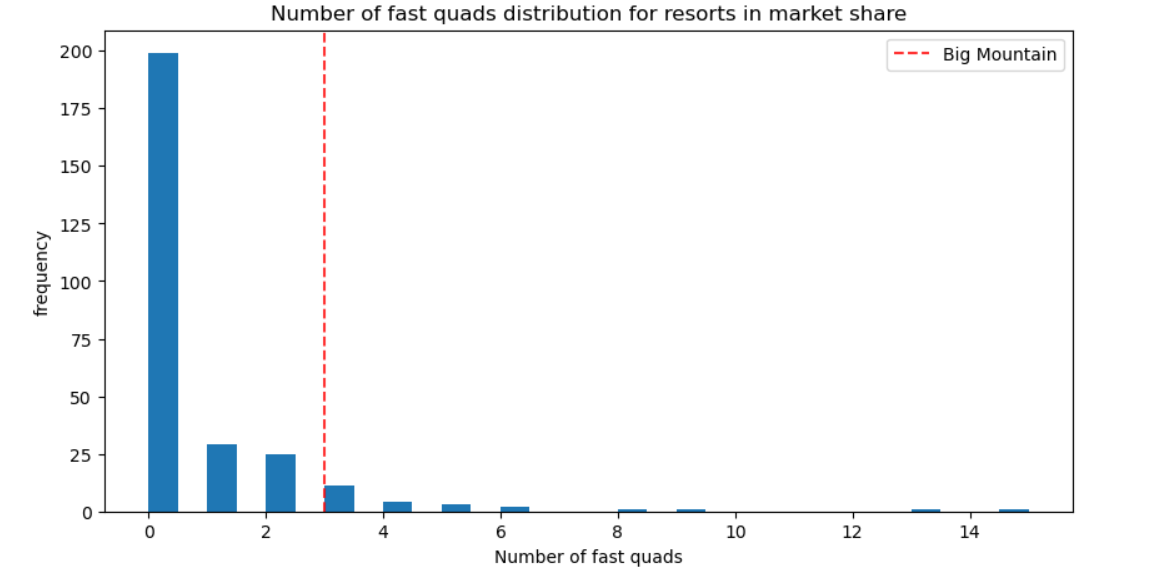 Number of fast quads distribution for resorts in market share
Big Mountain
frequency
200
175
150
125
100
75
50
25
0
0 2 4 6 8 10 12 14
Number of fast quads